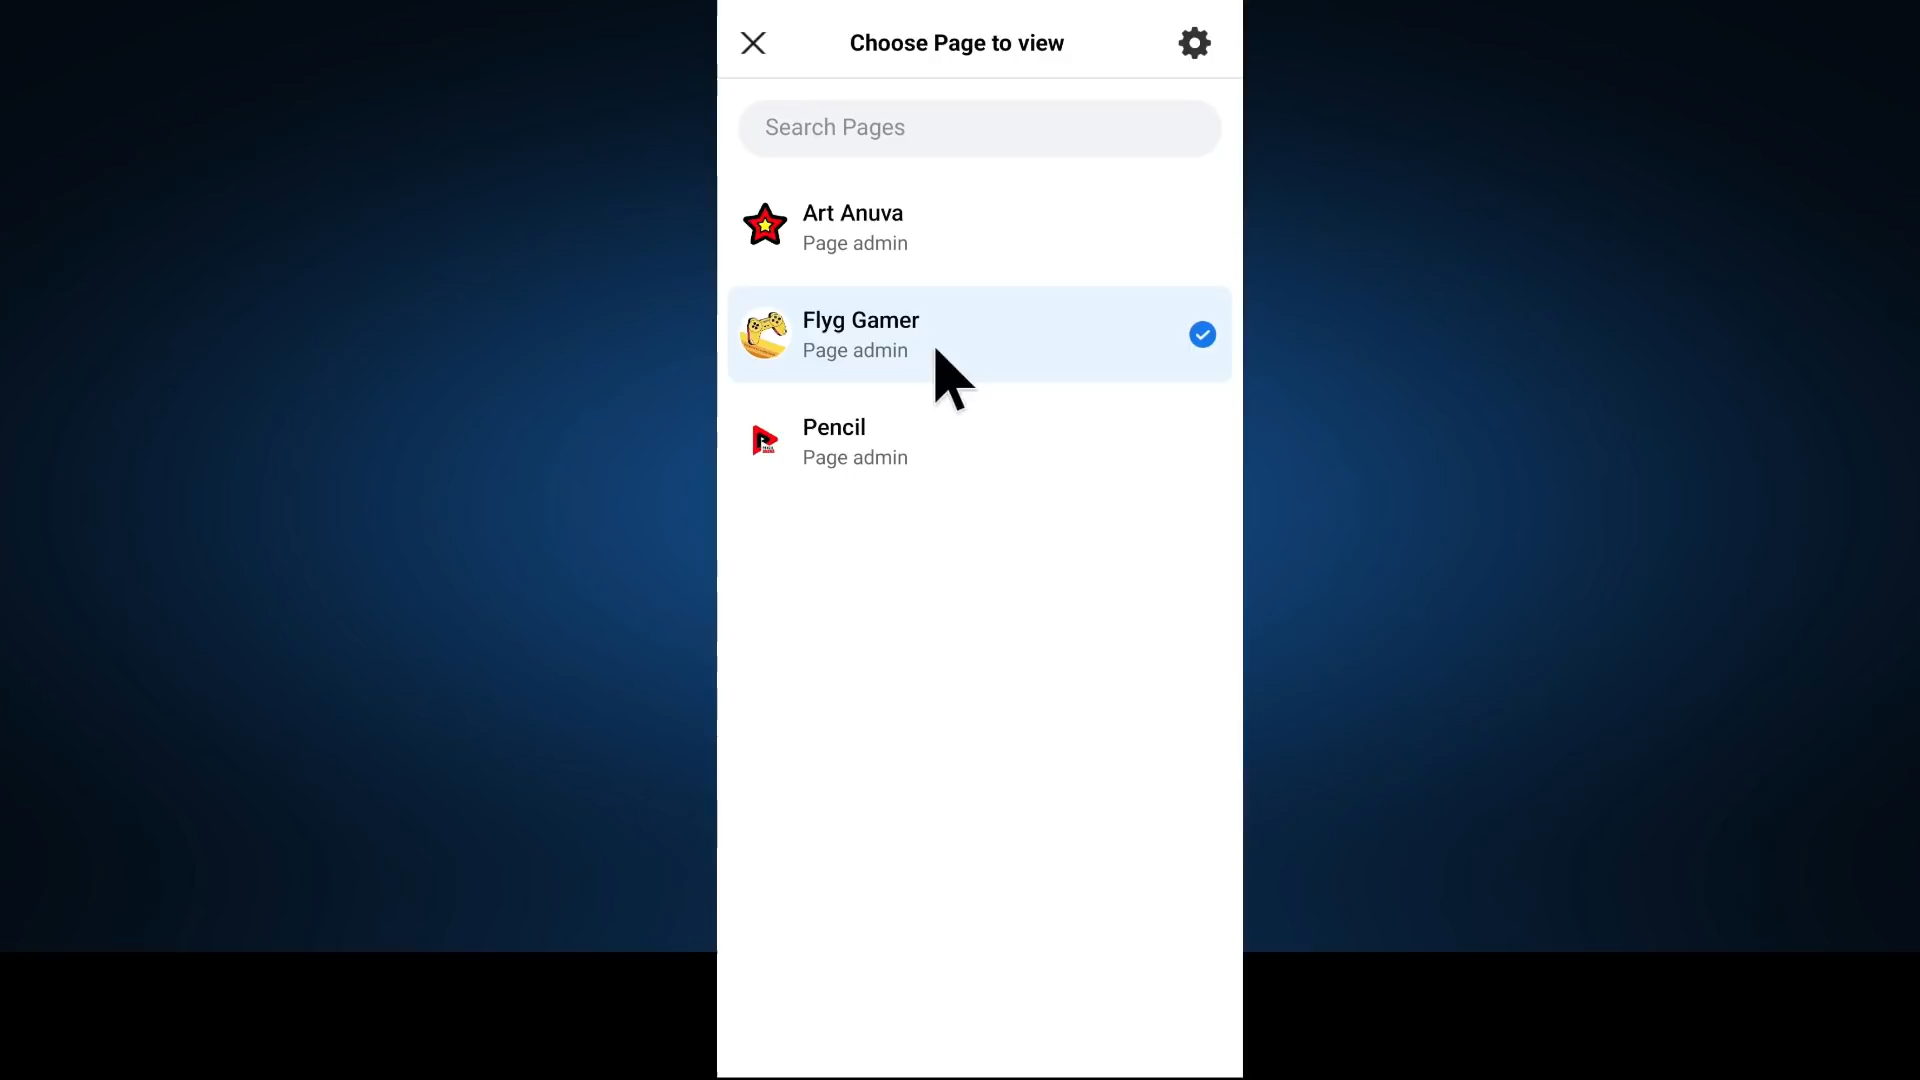 Choose Page to view
Search Pages
Art Anuva
Page admin
Flyg Gamer
Page admin
Pencil
Page admin